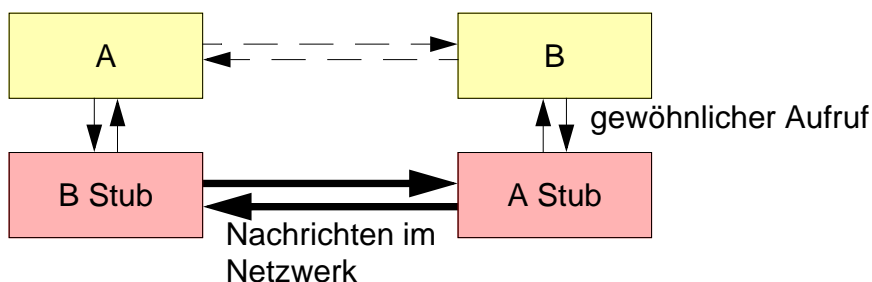 A
B
gewöhnlicher Aufruf
B Stub
A Stub
Nachrichten im
Netzwerk